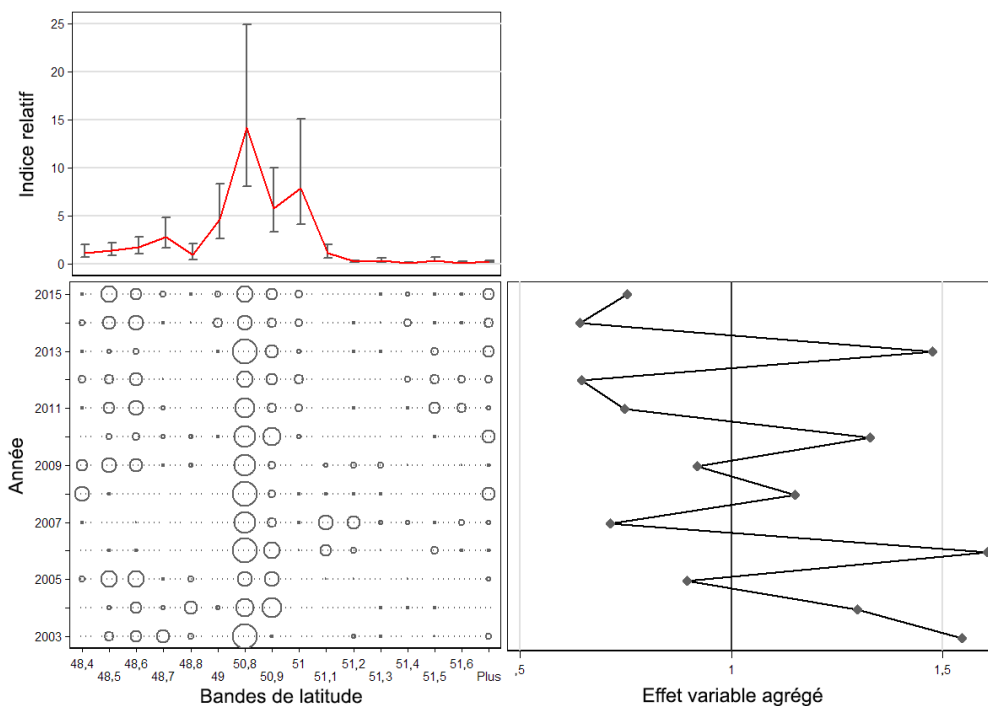 25
20
15
10
5
0
Indice relatif
2015
2013
2011
2009
2007
2005
2003
Année
48,4 48,6 48,8 50,8 51 51,2 51,4 51,6
48,5 48,7 49 50,9 51,1 51,3 51,5 Plus
Bandes de latitude
,5 1 1,5
Effet variable agrégé